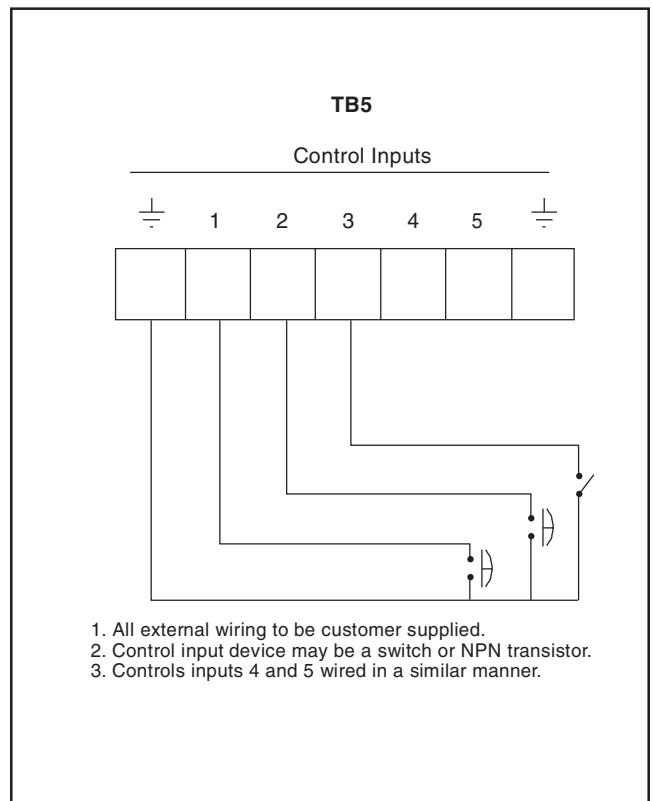 TB5
Control Inputs
1 2 3 4 5
1. All external wiring to be customer supplied.
2. Control input device may be a switch or NPN transistor.
3. Controls inputs 4 and 5 wired in a similar manner.